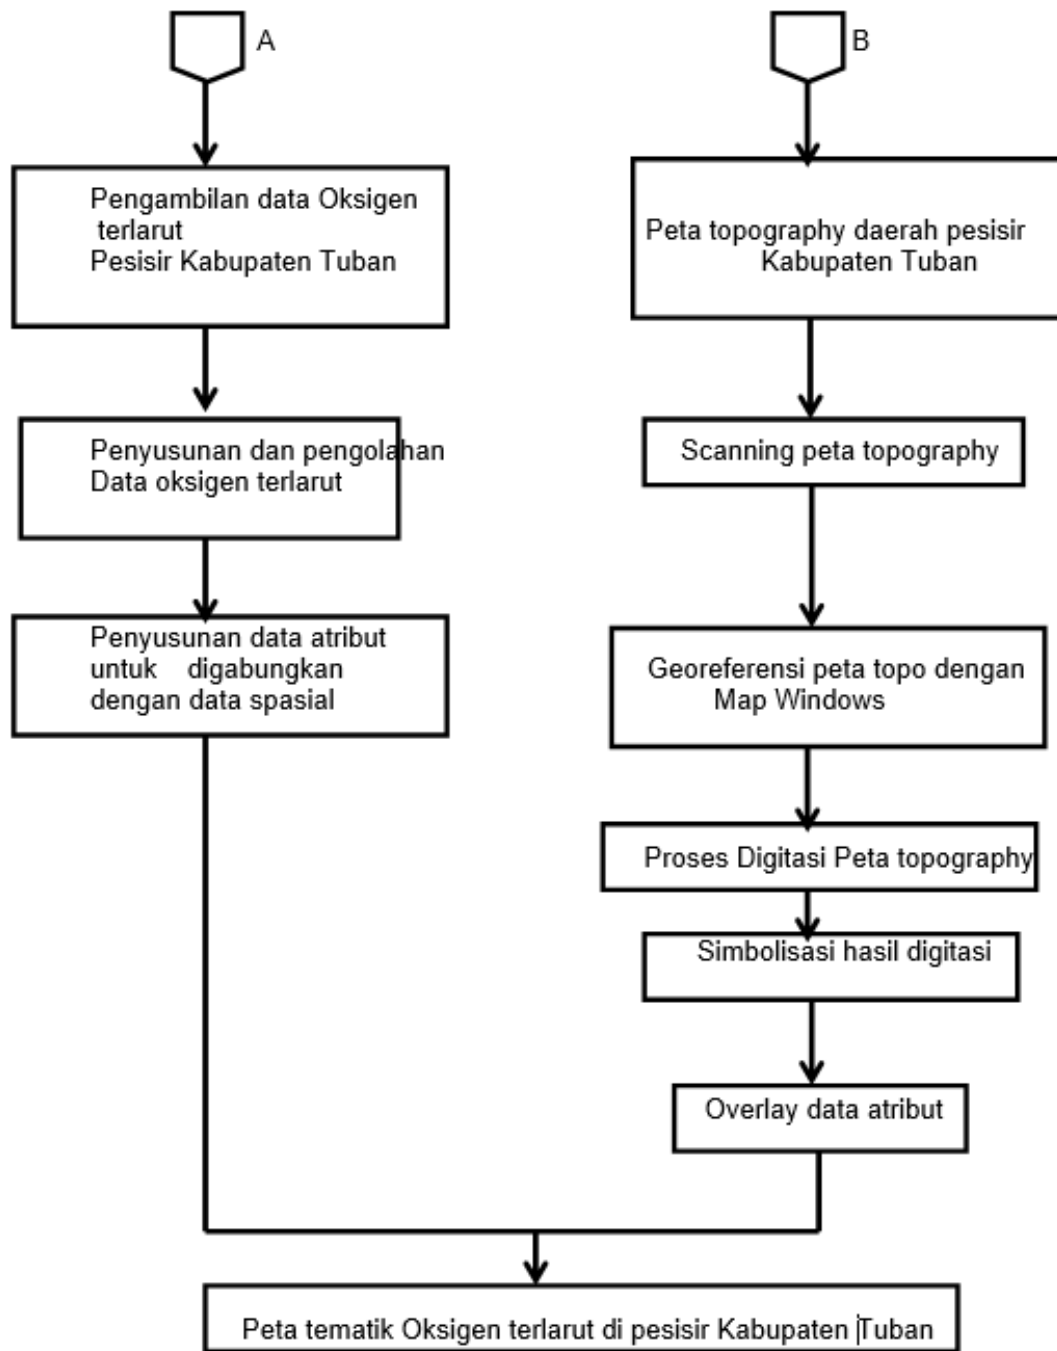 A
Pengambilan data Oksigen
terlarut
Pesisir Kabupaten Tuban
Penyusunan dan pengolahan
Data oksigen terlarut
Penyusunan data atribut
untuk digabungkan
dengan data spasial
B
Peta topography daerah pesisir
Kabupaten Tuban
Scanning peta topography
Georeferensi peta topo dengan
Map Windows
Proses Digitasi Peta topography
Simbolisasi hasil digitasi
Overlay data atribut
Peta tematik Oksigen terlarut di pesisir Kabupaten Tuban